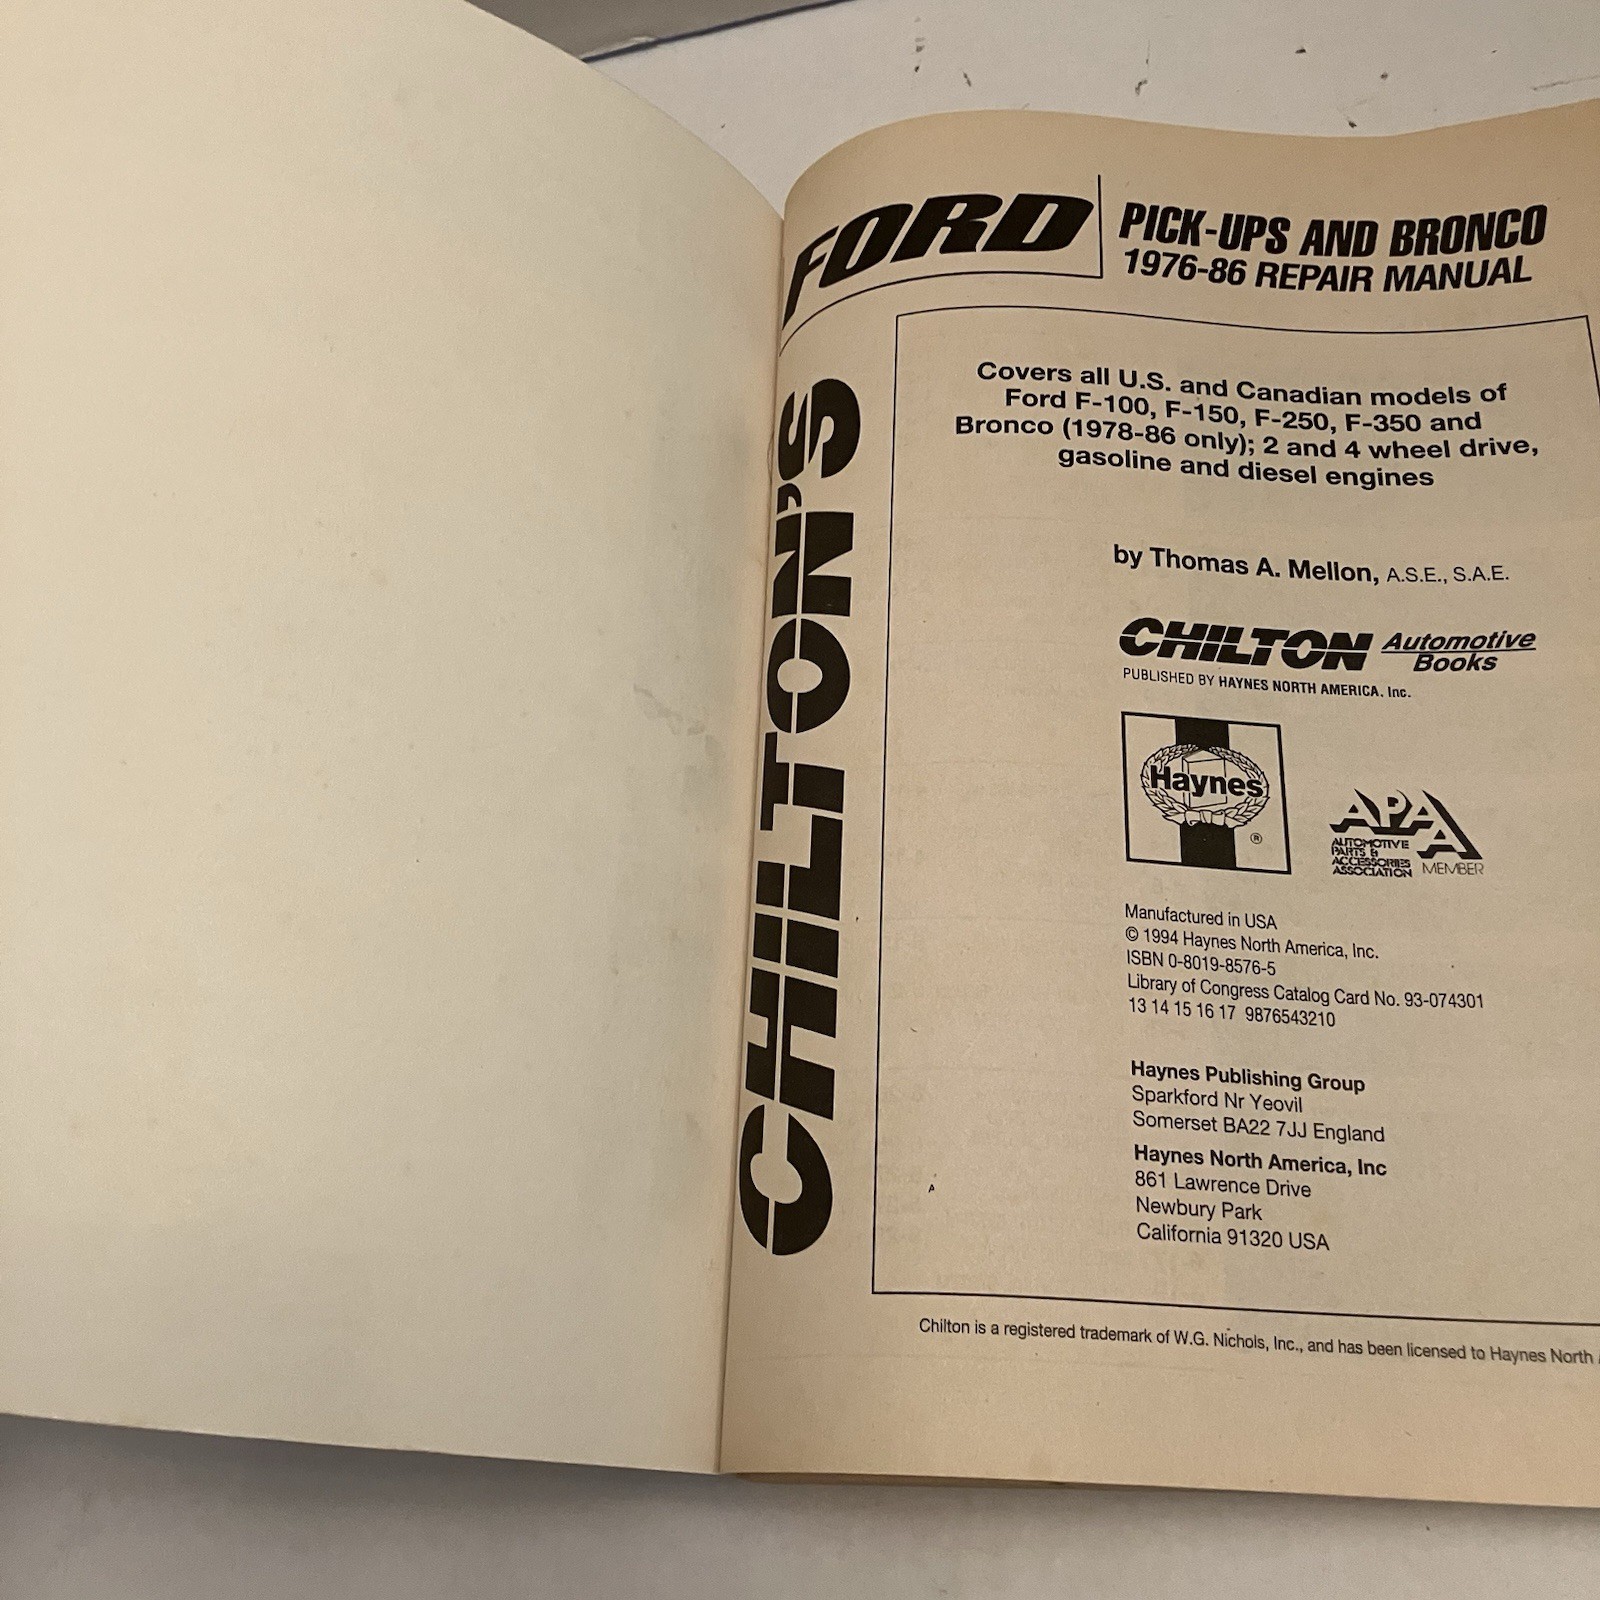 FORD
PICK-UPS AND BRONCO
1976-86 REPAIR MANUAL
CHILTON'S
Covers all U.S. and Canadian models of
Ford F-100, F-150, F-250, F-350 and
Bronco (1978-86 only); 2 and 4 wheel drive,
gasoline and diesel engines
by Thomas A. Mellon, A.S.E., S.A.E.
CHILTON Automotive
Books
PUBLISHED BY HAYNES NORTH AMERICA, Inc.
Haynes
®
APAA
AUTOMOTIVE
PARTS &
ACCESSORIES
ASSOCIATION MEMBER
Manufactured in USA
© 1994 Haynes North America, Inc.
ISBN 0-8019-8576-5
Library of Congress Catalog Card No. 93-074301
13 14 15 16 17 9876543210
Haynes Publishing Group
Sparkford Nr Yeovil
Somerset BA22 7JJ England
Haynes North America, Inc
861 Lawrence Drive
Newbury Park
California 91320 USA
A
Chilton is a registered trademark of W.G. Nichols, Inc., and has been licensed to Haynes North